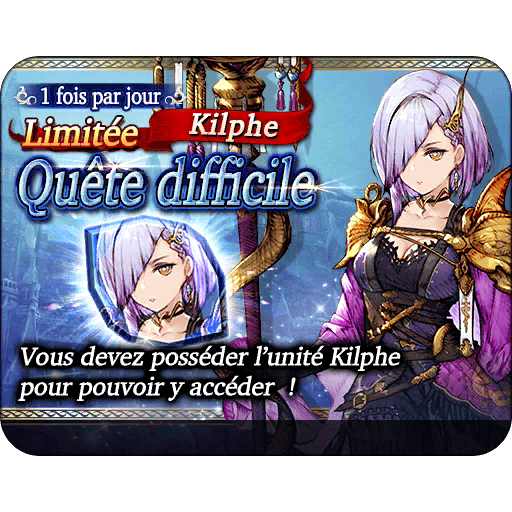 1 fois par jour
Limitée Kilphe
Quête difficile
Vous devez posséder l'unité Kilphe
pour pouvoir y accéder !